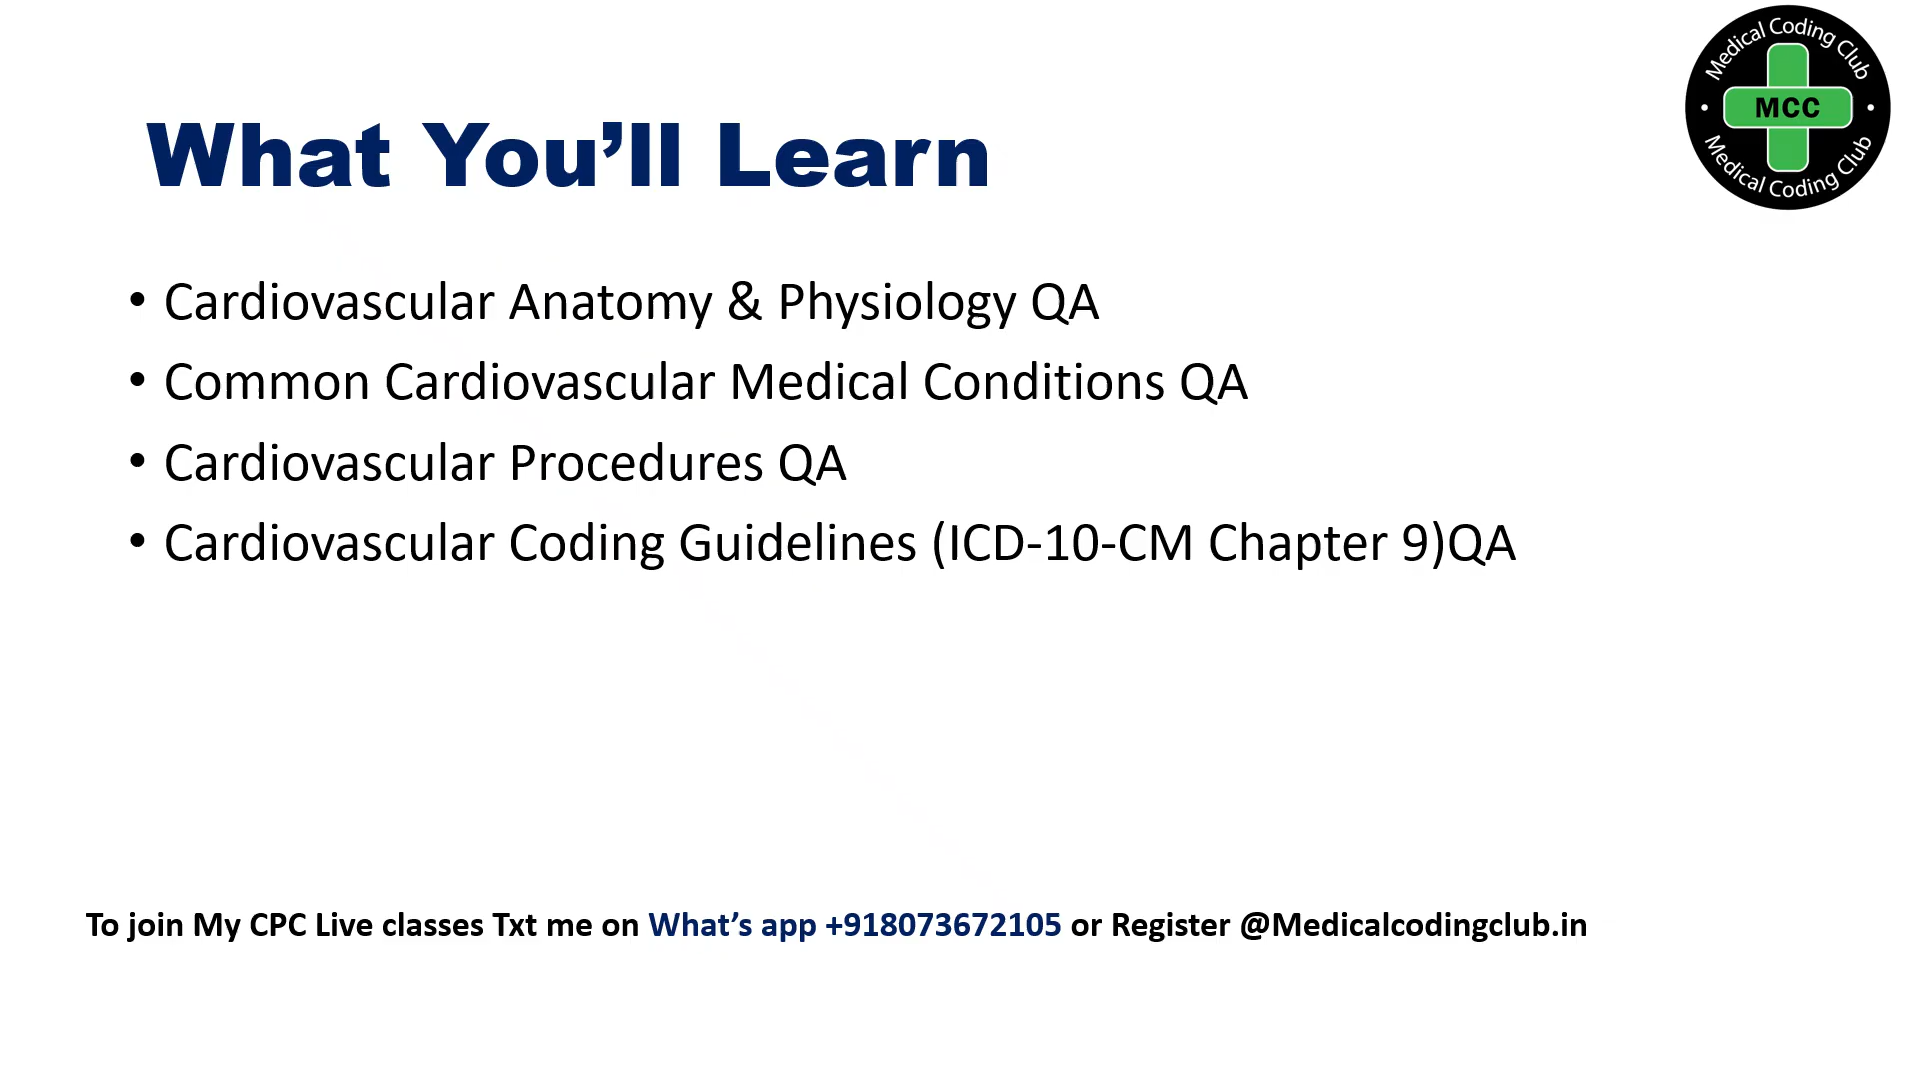 Medical Coding Club
MCC
Medical Coding Club
What You’ll Learn
• Cardiovascular Anatomy & Physiology QA
• Common Cardiovascular Medical Conditions QA
• Cardiovascular Procedures QA
• Cardiovascular Coding Guidelines (ICD-10-CM Chapter 9)QA
To join My CPC Live classes Txt me on What’s app +918073672105 or Register @Medicalcodingclub.in